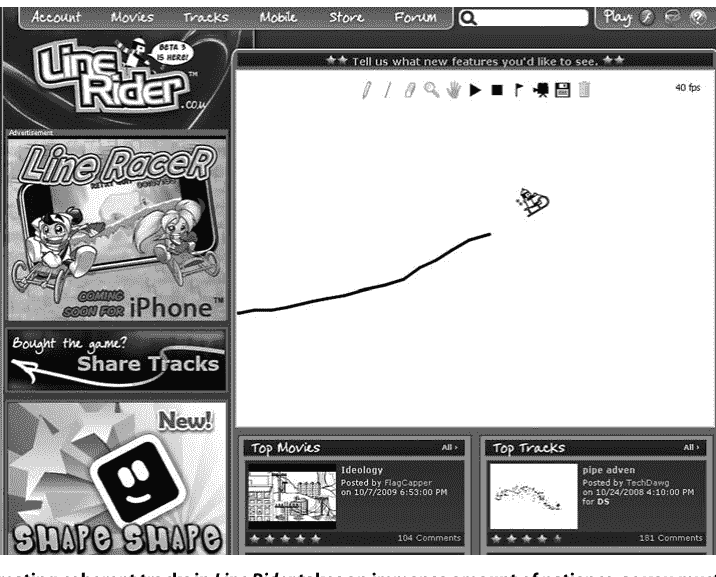 Account Movies Tracks Mobile Store Forum Play
BETA 3
IS HERE!
Line
Rider™
.com
★★ Tell us what new features you'd like to see. ★★
40 fps
Advertisement
Line Racer
COMING
SOON FOR iPhone™
Bought the game?
Share Tracks
New!
SHAPE SHAPE
Top Movies All ›
Ideology
Posted by FlagCapper
on 10/7/2009 6:53:00 PM
104 Comments
Top Tracks All ›
pipe adven
Posted by TechDawg
on 10/24/2008 4:10:00 PM
for DS
181 Comments